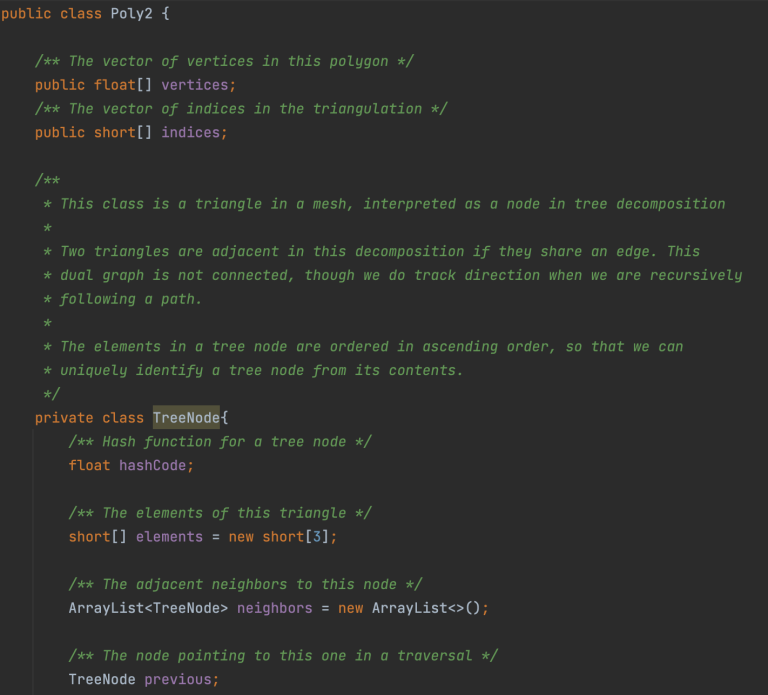 public class Poly2 {
/** The vector of vertices in this polygon */
public float[] vertices;
/** The vector of indices in the triangulation */
public short[] indices;
/**
* This class is a triangle in a mesh, interpreted as a node in tree decomposition
*
* Two triangles are adjacent in this decomposition if they share an edge. This
* dual graph is not connected, though we do track direction when we are recursively
* following a path.
*
* The elements in a tree node are ordered in ascending order, so that we can
* uniquely identify a tree node from its contents.
*/
private class TreeNode{
/** Hash function for a tree node */
float hashCode;
/** The elements of this triangle */
short[] elements = new short[3];
/** The adjacent neighbors to this node */
ArrayList<TreeNode> neighbors = new ArrayList<>();
/** The node pointing to this one in a traversal */
TreeNode previous;